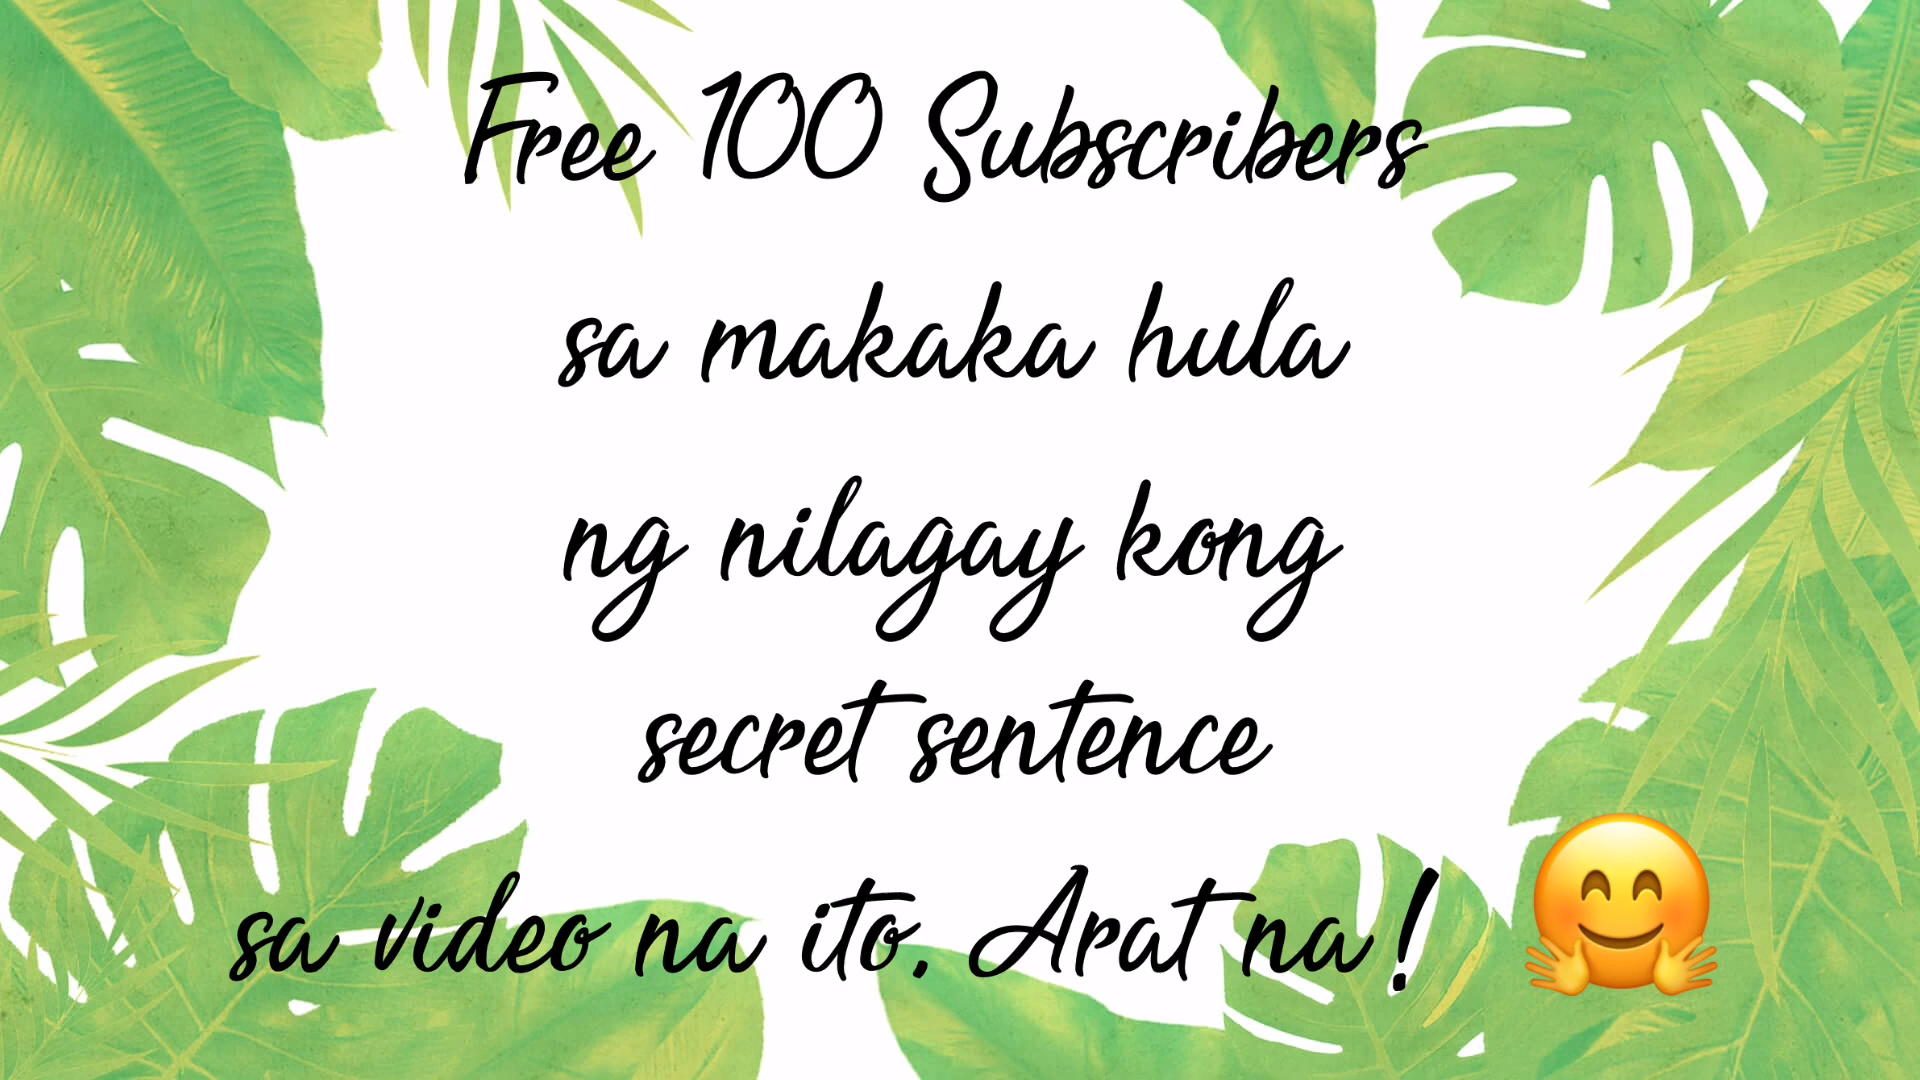 Free 100 Subscribers
sa makaka hula
ng nilagay kong
secret sentence
sa video na ito. Arat na!